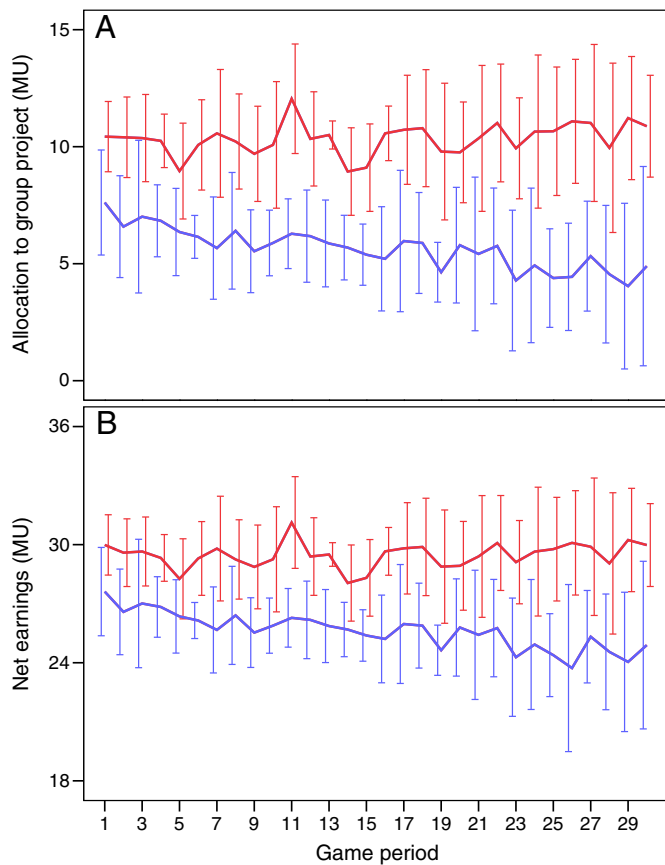 A
15
10
5
0
Allocation to group project (MU)
B
36
30
24
18
Net earnings (MU)
1 3 5 7 9 11 13 15 17 19 21 23 25 27 29
Game period